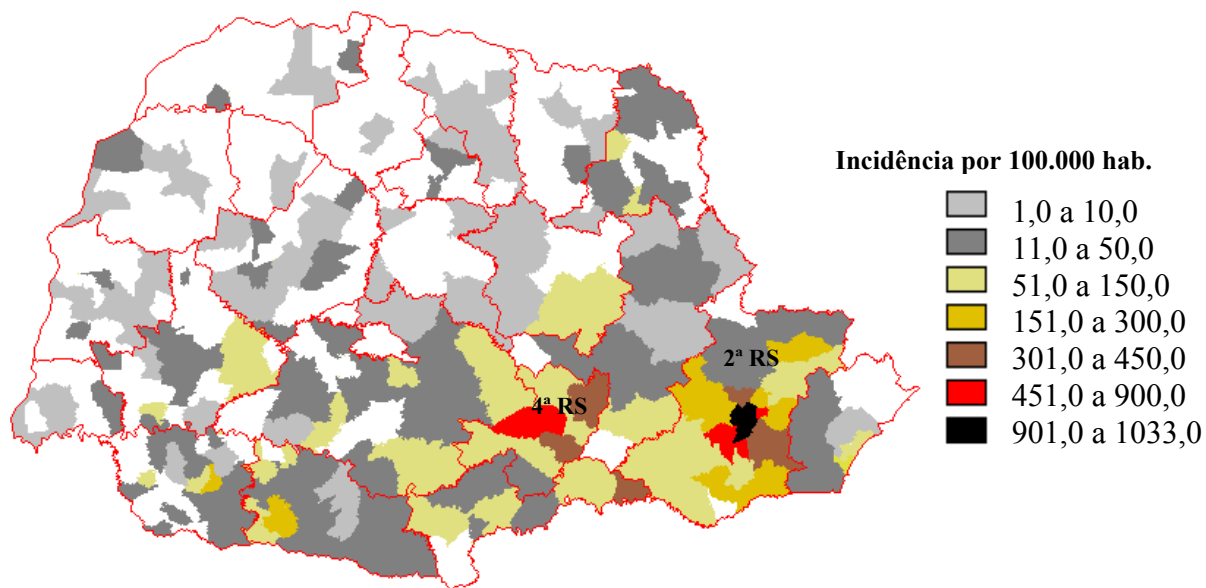 Incidência por 100.000 hab.
1,0 a 10,0
11,0 a 50,0
51,0 a 150,0
151,0 a 300,0
301,0 a 450,0
451,0 a 900,0
901,0 a 1033,0
2ª RS
4ª RS